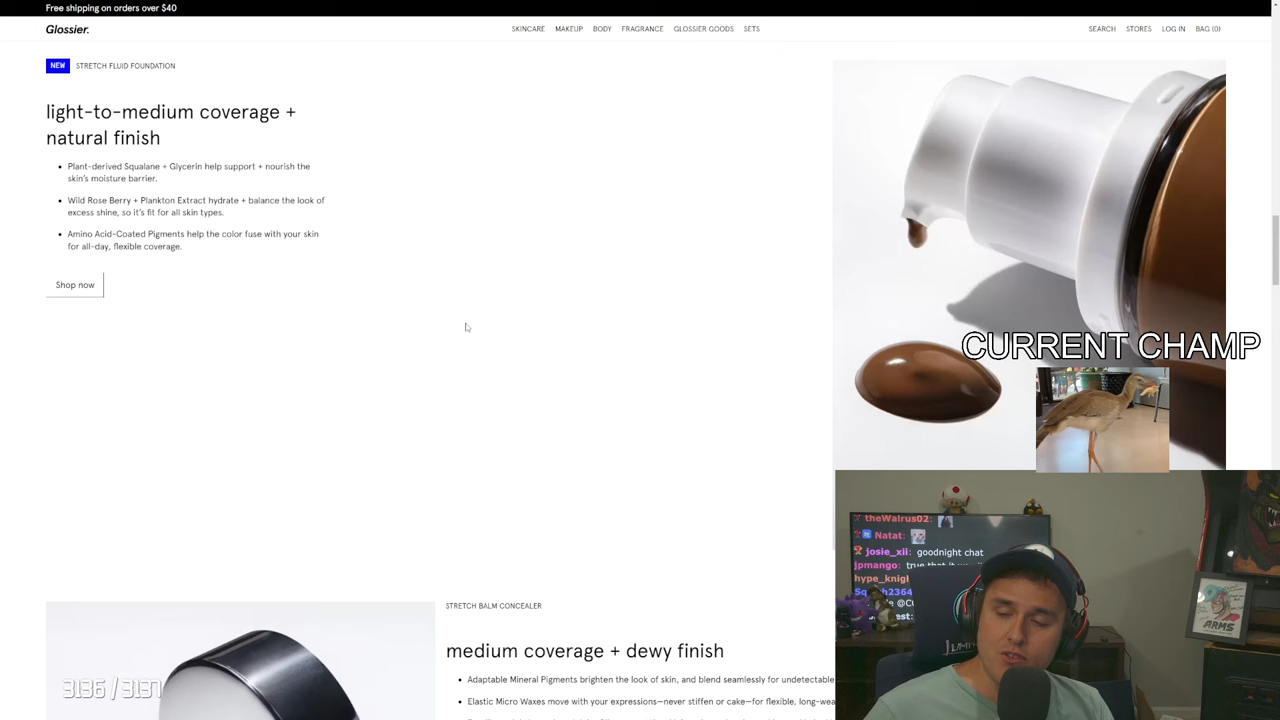 Free shipping on orders over $40
Glossier.
SKINCARE MAKEUP BODY FRAGRANCE GLOSSIER GOODS SETS
SEARCH STORES LOG IN BAG (0)
NEW STRETCH FLUID FOUNDATION
light-to-medium coverage +
natural finish
• Plant-derived Squalane + Glycerin help support + nourish the
skin's moisture barrier.
• Wild Rose Berry + Plankton Extract hydrate + balance the look of
excess shine, so it's fit for all skin types.
• Amino Acid-Coated Pigments help the color fuse with your skin
for all-day, flexible coverage.
Shop now
CURRENT CHAMP
STRETCH BALM CONCEALER
medium coverage + dewy finish
• Adaptable Mineral Pigments brighten the look of skin, and blend seamlessly for undetectable
• Elastic Micro Waxes move with your expressions—never stiffen or cake—for flexible,
3136 / 3137
theWalrus02:
Natat:
josie_xii: goodnight chat
jpmango: true that it
hype_knigl
ARMS